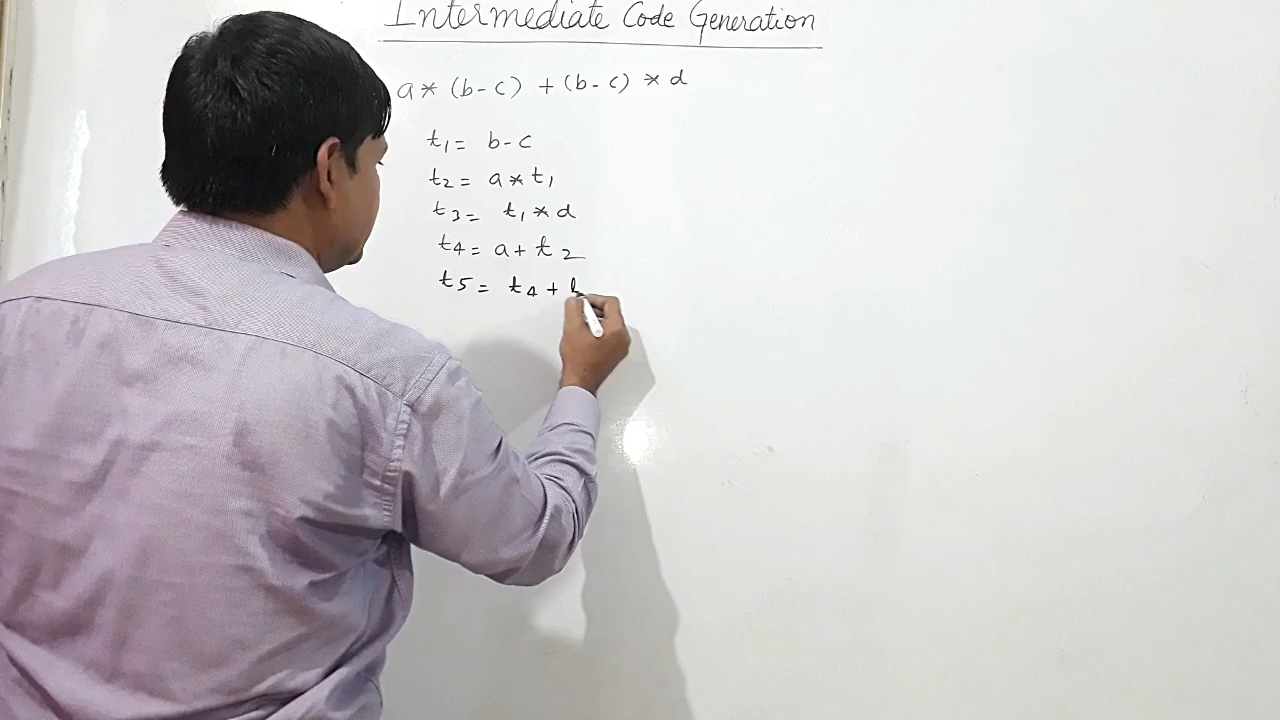 Intermediate Code Generation
a * (b - c) + (b - c) * d
t1 = b - c
t2 = a * t1
t3 = t1 * d
t4 = a + t2
t5 = t4 +